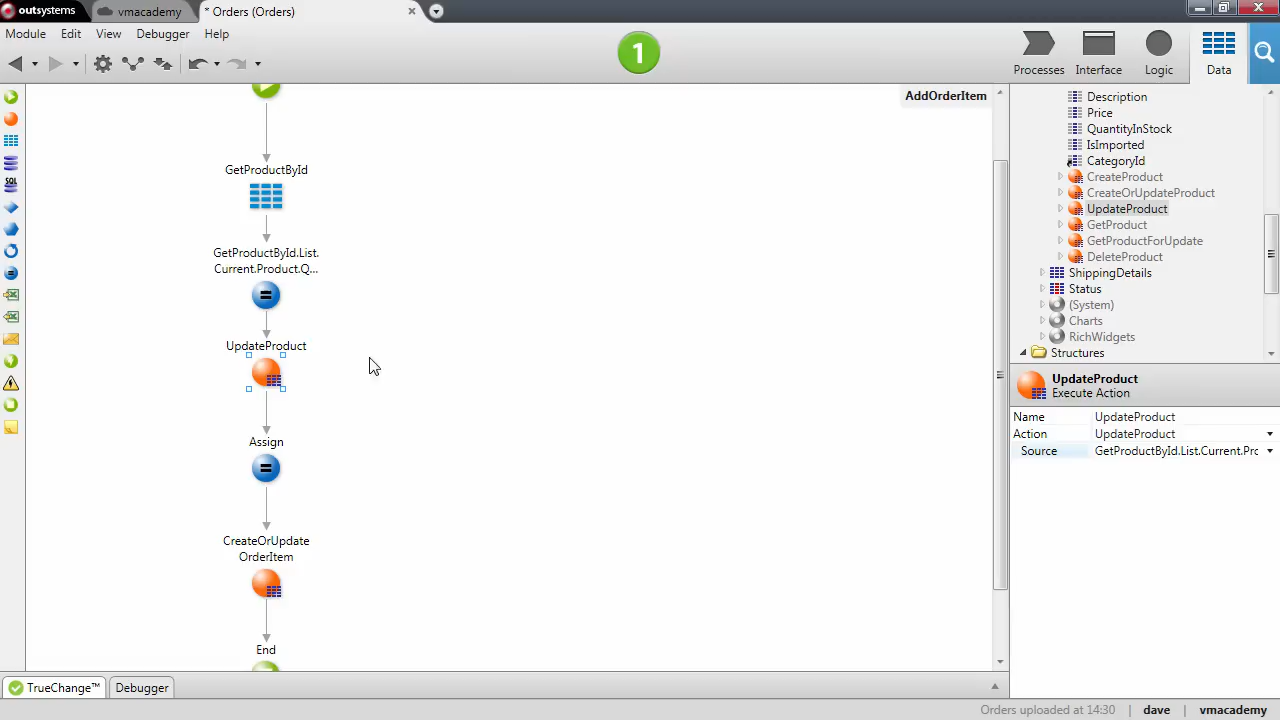 outsystems
vmacademy
* Orders (Orders)
Module
Edit
View
Debugger
Help
1
Processes
Interface
Logic
Data
AddOrderItem
GetProductById
GetProductById.List.
Current.Product.Q...
UpdateProduct
Assign
CreateOrUpdate
OrderItem
End
SQL
Description
Price
QuantityInStock
IsImported
CategoryId
CreateProduct
CreateOrUpdateProduct
UpdateProduct
GetProduct
GetProductForUpdate
DeleteProduct
ShippingDetails
Status
(System)
Charts
RichWidgets
Structures
UpdateProduct
Execute Action
Name UpdateProduct
Action UpdateProduct
Source GetProductById.List.Current.Prc
TrueChange™
Debugger
Orders uploaded at 14:30
dave
vmacademy